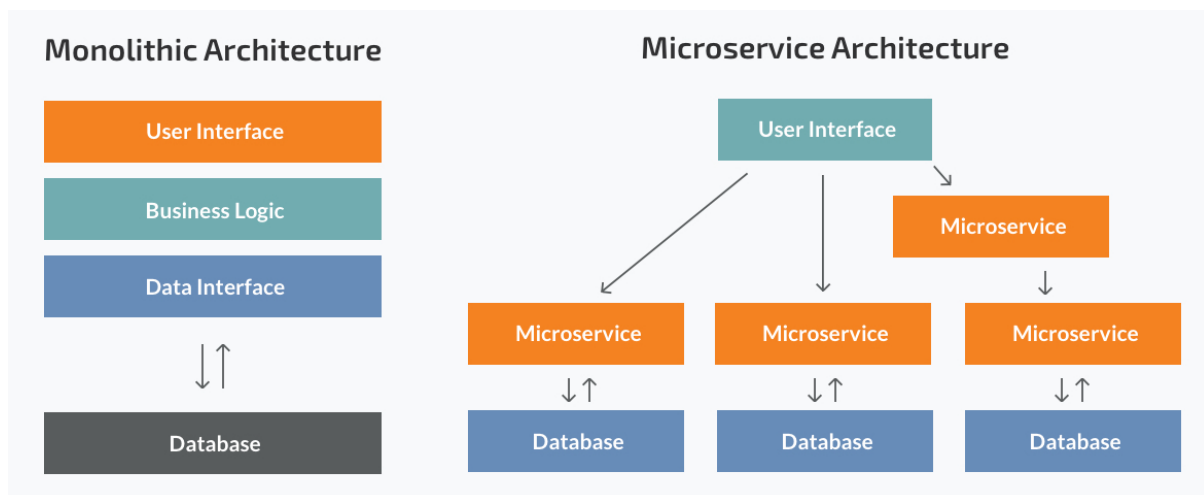 Monolithic Architecture
User Interface
Business Logic
Data Interface
Database
Microservice Architecture
User Interface
Microservice
Microservice
Microservice
Microservice
Database
Database
Database